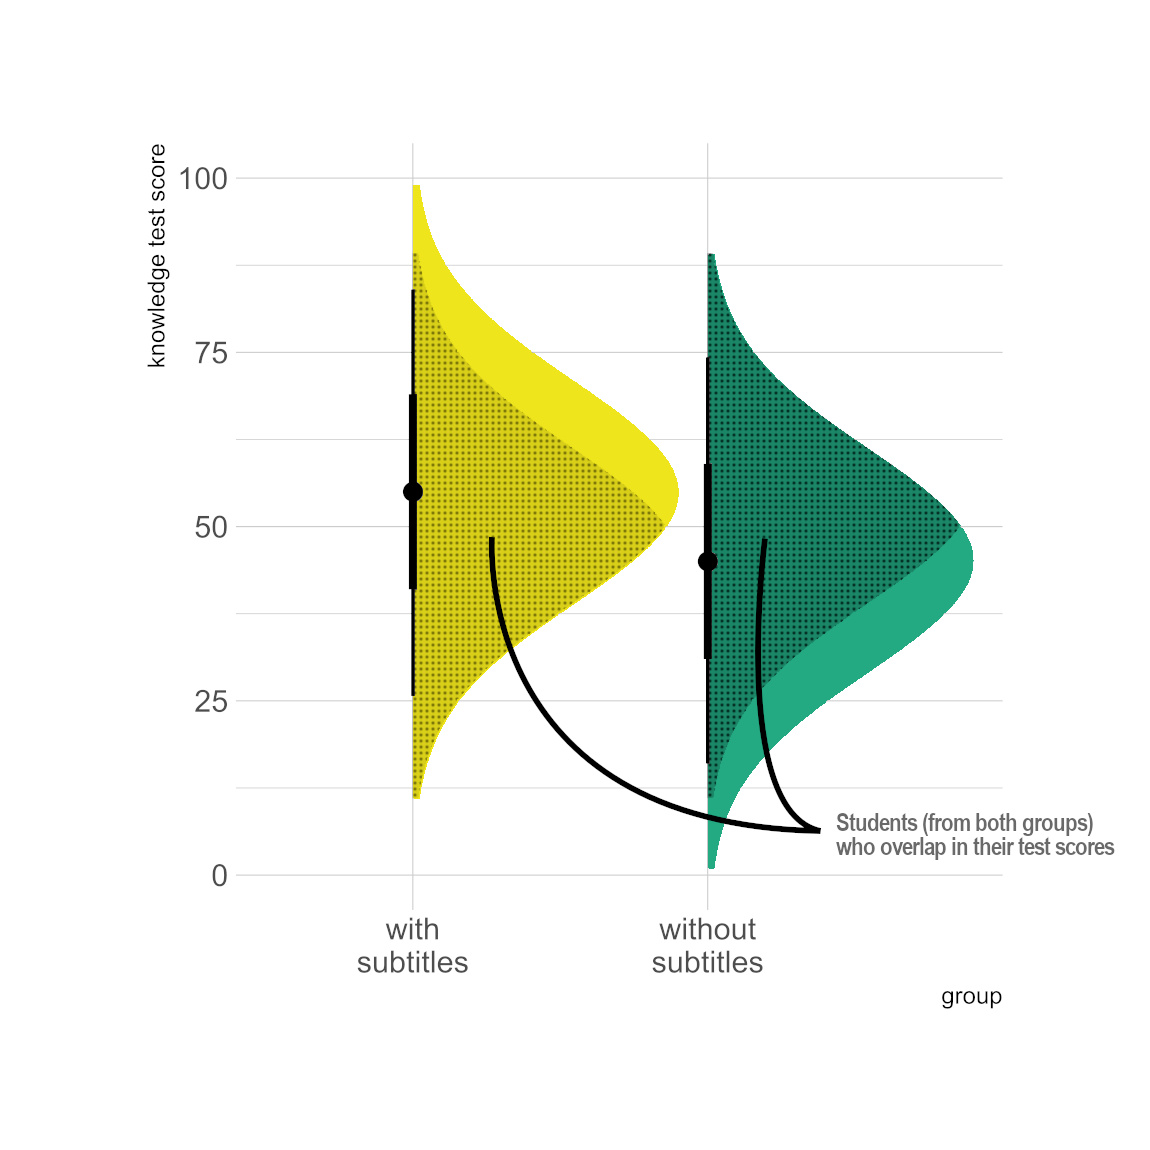 knowledge test score
100
75
50
25
0
Students (from both groups)
who overlap in their test scores
with
subtitles
without
subtitles
group